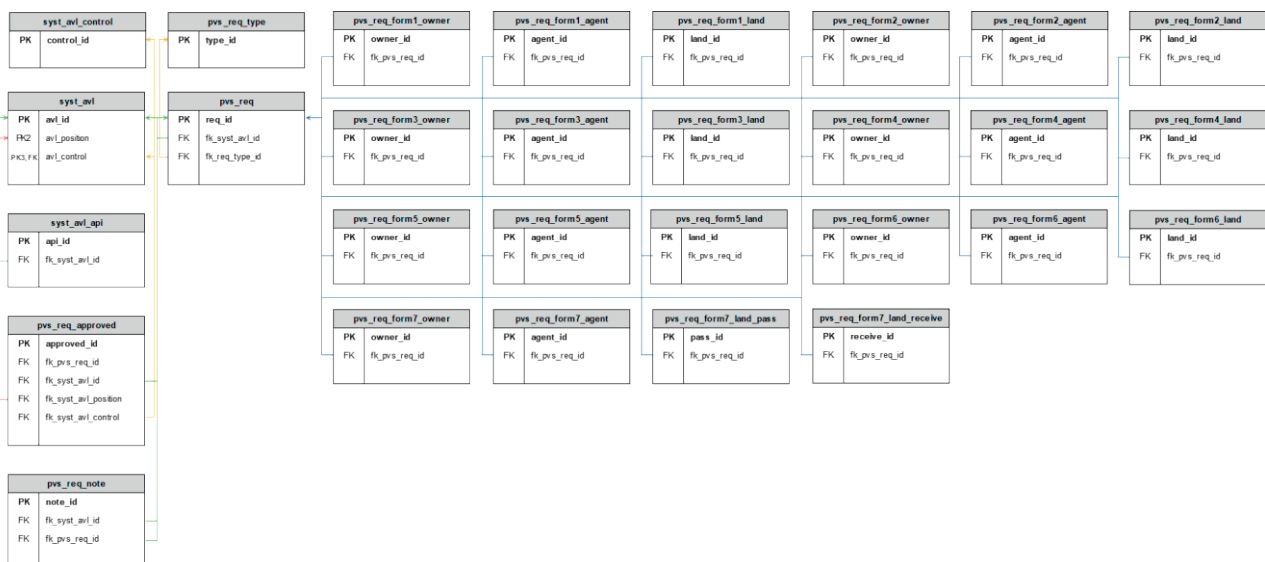 syst_avl_control
PK control_id
pvs_req_type
PK type_id
syst_avl
PK avl_id
PK2 avl_position
PK3, FK avl_control
pvs_req
PK req_id
FK fk_syst_avl_id
FK fk_req_type_id
syst_avl_api
PK api_id
FK fk_syst_avl_id
pvs_req_approved
PK approved_id
FK fk_pvs_req_id
FK fk_syst_avl_id
FK fk_syst_avl_position
FK fk_syst_avl_control
pvs_req_note
PK note_id
FK fk_syst_avl_id
FK fk_pvs_req_id
pvs_req_form1_owner
PK owner_id
FK fk_pvs_req_id
pvs_req_form1_agent
PK agent_id
FK fk_pvs_req_id
pvs_req_form1_land
PK land_id
FK fk_pvs_req_id
pvs_req_form2_owner
PK owner_id
FK fk_pvs_req_id
pvs_req_form2_agent
PK agent_id
FK fk_pvs_req_id
pvs_req_form2_land
PK land_id
FK fk_pvs_req_id
pvs_req_form3_owner
PK owner_id
FK fk_pvs_req_id
pvs_req_form3_agent
PK agent_id
FK fk_pvs_req_id
pvs_req_form3_land
PK land_id
FK fk_pvs_req_id
pvs_req_form4_owner
PK owner_id
FK fk_pvs_req_id
pvs_req_form4_agent
PK agent_id
FK fk_pvs_req_id
pvs_req_form4_land
PK land_id
FK fk_pvs_req_id
pvs_req_form5_owner
PK owner_id
FK fk_pvs_req_id
pvs_req_form5_agent
PK agent_id
FK fk_pvs_req_id
pvs_req_form5_land
PK land_id
FK fk_pvs_req_id
pvs_req_form6_owner
PK owner_id
FK fk_pvs_req_id
pvs_req_form6_agent
PK agent_id
FK fk_pvs_req_id
pvs_req_form6_land
PK land_id
FK fk_pvs_req_id
pvs_req_form7_owner
PK owner_id
FK fk_pvs_req_id
pvs_req_form7_agent
PK agent_id
FK fk_pvs_req_id
pvs_req_form7_land_pass
PK pass_id
FK fk_pvs_req_id
pvs_req_form7_land_receive
PK receive_id
FK fk_pvs_req_id